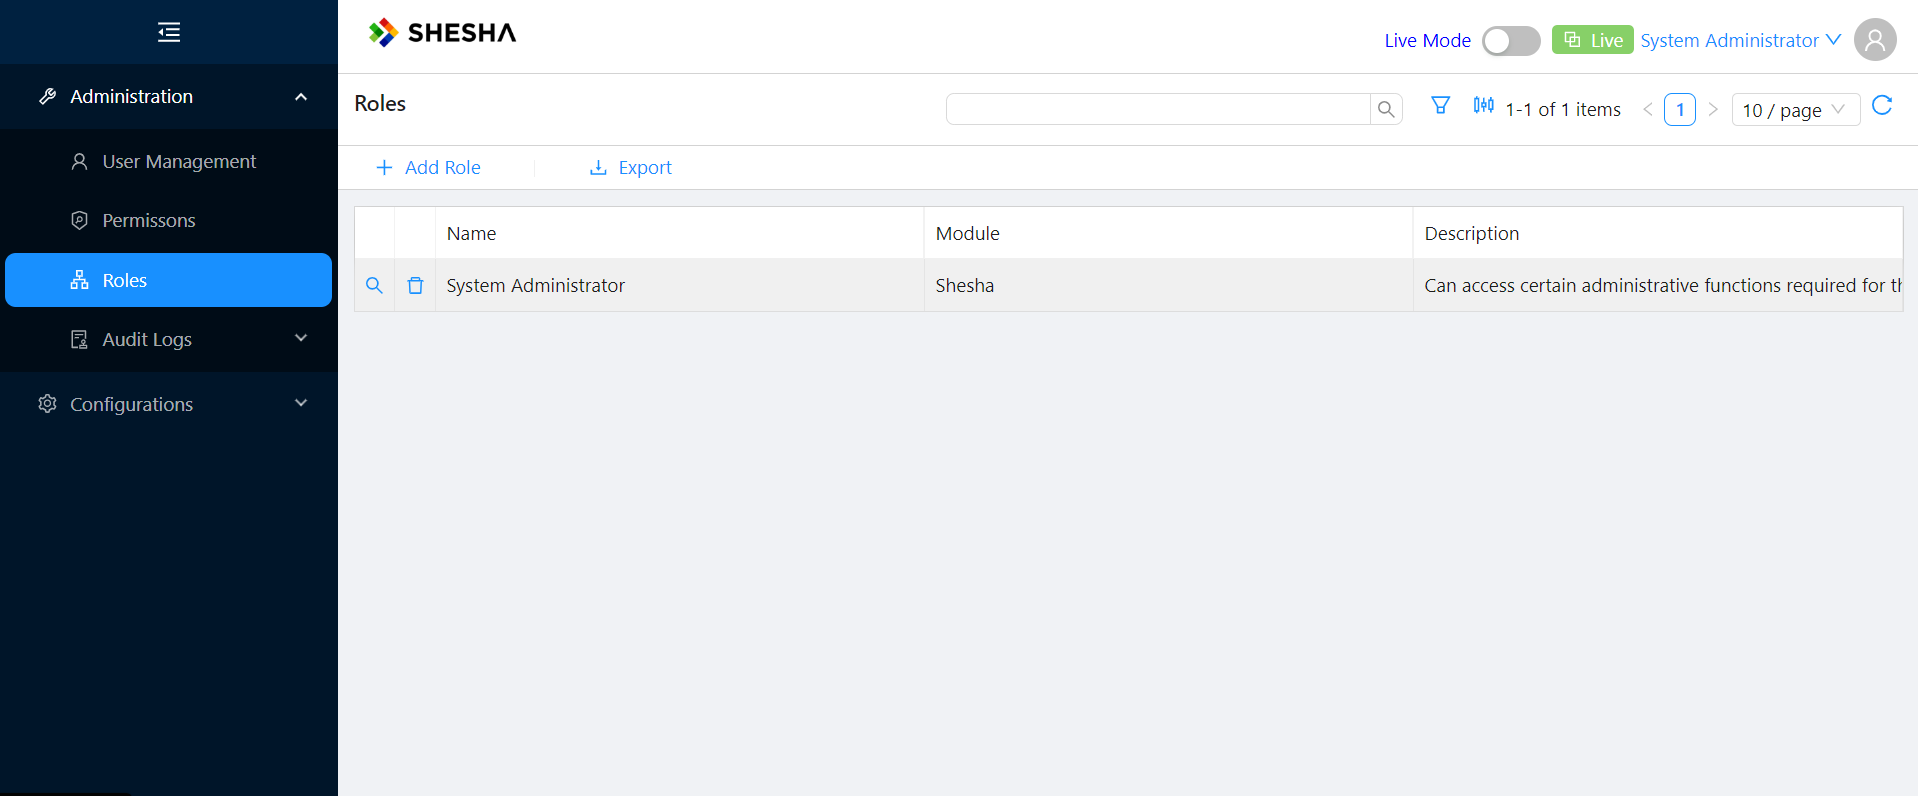 SHESHA
Live Mode
Live
System Administrator
Administration
User Management
Permissons
Roles
Audit Logs
Configurations
Roles
1-1 of 1 items
1
10 / page
Add Role
Export
Name Module Description
System Administrator Shesha Can access certain administrative functions required for